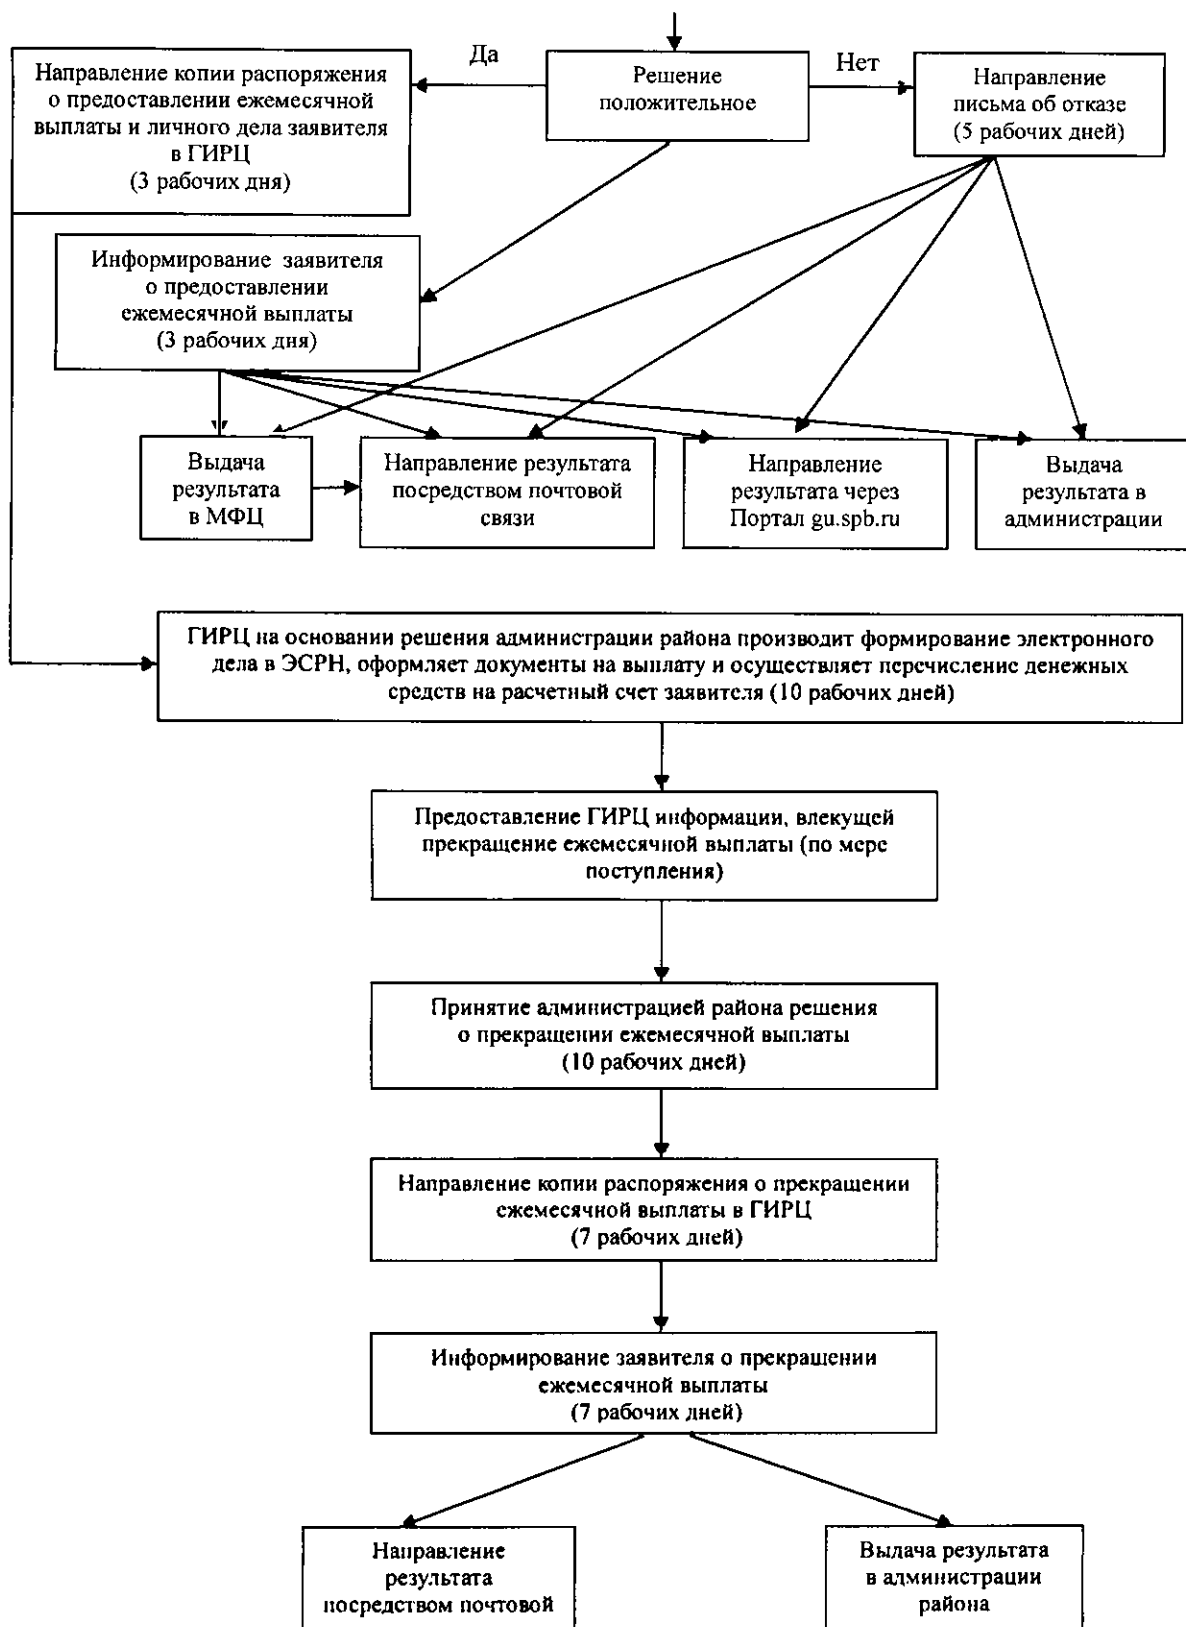 Да
Решение
положительное
Нет
Направление копии распоряжения
о предоставлении ежемесячной
выплаты и личного дела заявителя
в ГИРЦ
(3 рабочих дня)
Направление
письма об отказе
(5 рабочих дней)
Информирование заявителя
о предоставлении
ежемесячной выплаты
(3 рабочих дня)
Выдача
результата
в МФЦ
Направление результата
посредством почтовой
связи
Направление
результата через
Портал gu.spb.ru
Выдача
результата в
администрации
ГИРЦ на основании решения администрации района производит формирование электронного
дела в ЭСРН, оформляет документы на выплату и осуществляет перечисление денежных
средств на расчетный счет заявителя (10 рабочих дней)
Предоставление ГИРЦ информации, влекущей
прекращение ежемесячной выплаты (по мере
поступления)
Принятие администрацией района решения
о прекращении ежемесячной выплаты
(10 рабочих дней)
Направление копии распоряжения о прекращении
ежемесячной выплаты в ГИРЦ
(7 рабочих дней)
Информирование заявителя о прекращении
ежемесячной выплаты
(7 рабочих дней)
Направление
результата
посредством почтовой
Выдача результата
в администрации
района